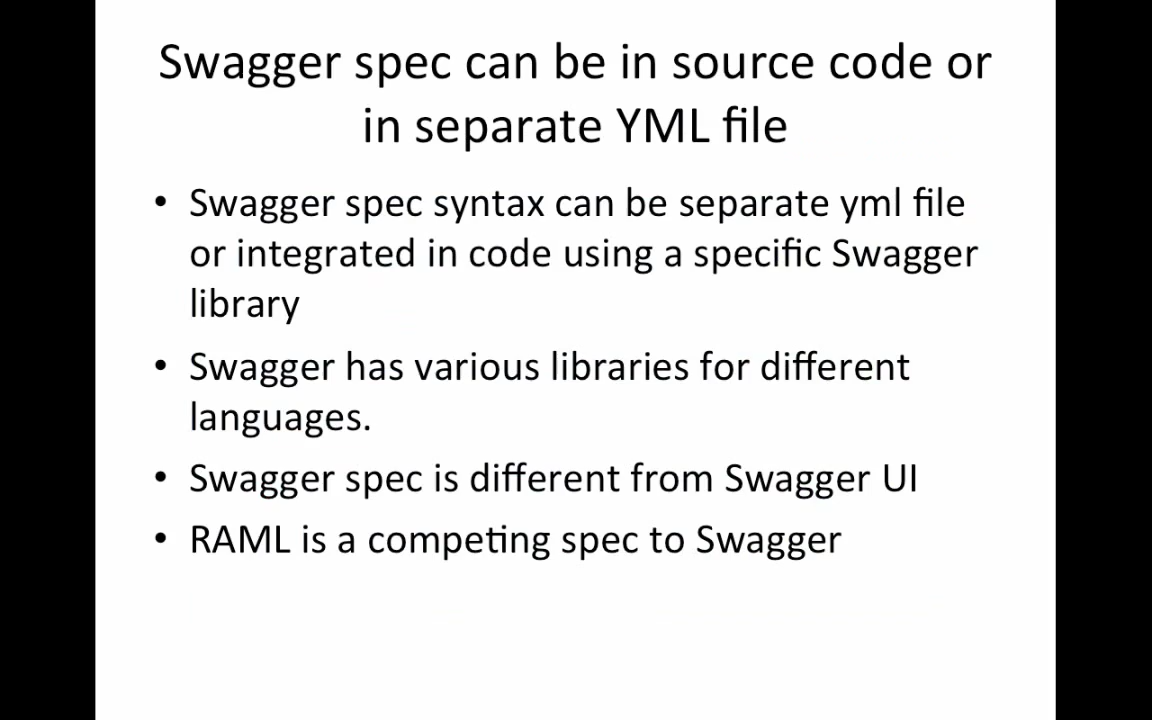 Swagger spec can be in source code or
in separate YML file
• Swagger spec syntax can be separate yml file
or integrated in code using a specific Swagger
library
• Swagger has various libraries for different
languages.
• Swagger spec is different from Swagger UI
• RAML is a competing spec to Swagger